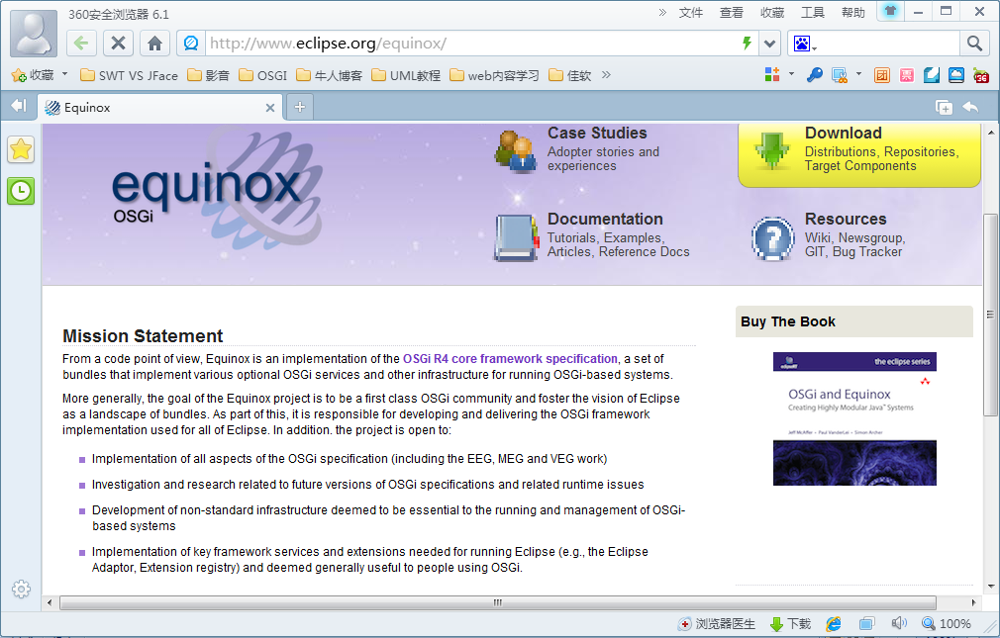 360安全浏览器 6.1
文件 查看 收藏 工具 帮助
http://www.eclipse.org/equinox/
收藏 SWT VS JFace 影音 OSGI 牛人博客 UML教程 web内容学习 佳软
Equinox
equinox
OSGi
Case Studies
Adopter stories and
experiences
Download
Distributions, Repositories,
Target Components
Documentation
Tutorials, Examples,
Articles, Reference Docs
Resources
Wiki, Newsgroup,
GIT, Bug Tracker
Mission Statement
From a code point of view, Equinox is an implementation of the OSGi R4 core framework specification, a set of
bundles that implement various optional OSGi services and other infrastructure for running OSGi-based systems.
More generally, the goal of the Equinox project is to be a first class OSGi community and foster the vision of Eclipse
as a landscape of bundles. As part of this, it is responsible for developing and delivering the OSGi framework
implementation used for all of Eclipse. In addition. the project is open to:
Implementation of all aspects of the OSGi specification (including the EEG, MEG and VEG work)
Investigation and research related to future versions of OSGi specifications and related runtime issues
Development of non-standard infrastructure deemed to be essential to the running and management of OSGi-
based systems
Implementation of key framework services and extensions needed for running Eclipse (e.g., the Eclipse
Adaptor, Extension registry) and deemed generally useful to people using OSGi.
Buy The Book
the eclipse series
OSGi and Equinox
Creating Highly Modular Java™ Systems
Jeff McAffer • Paul VanderLei • Simon Archer
浏览器医生 下载 100%